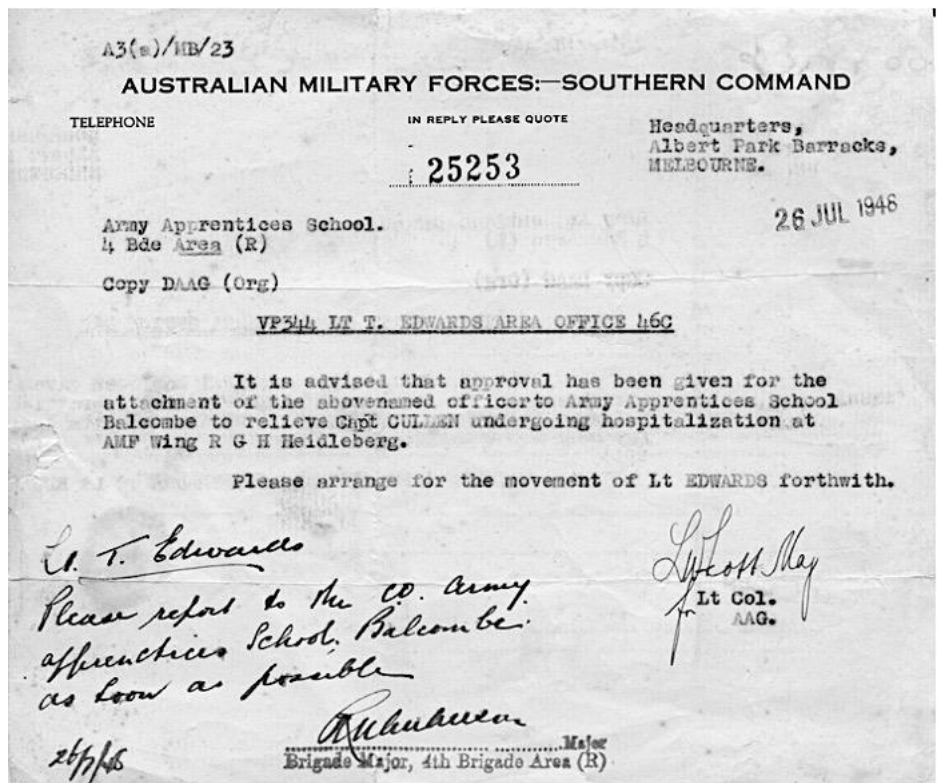 A3(a)/MB/23
AUSTRALIAN MILITARY FORCES:—SOUTHERN COMMAND
TELEPHONE
IN REPLY PLEASE QUOTE
25253
Headquarters,
Albert Park Barracks,
MELBOURNE.
26 JUL 1948
Army Apprentices School.
4 Bde Area (R)
Copy DAAG (Org)
VP344 LT T. EDWARDS AREA OFFICE 46C
It is advised that approval has been given for the
attachment of the abovenamed officerto Army Apprentices School
Balcombe to relieve Capt CULLEN undergoing hospitalization at
AMF Wing R G H Heidleberg.
Please arrange for the movement of Lt EDWARDS forthwith.
Lt. T. Edwards
Please report to the CO. Army
apprentices School, Balcombe.
as soon as possible
Lt Col.
AAG.
26/7/48
Major
Brigade Major, 4th Brigade Area (R)